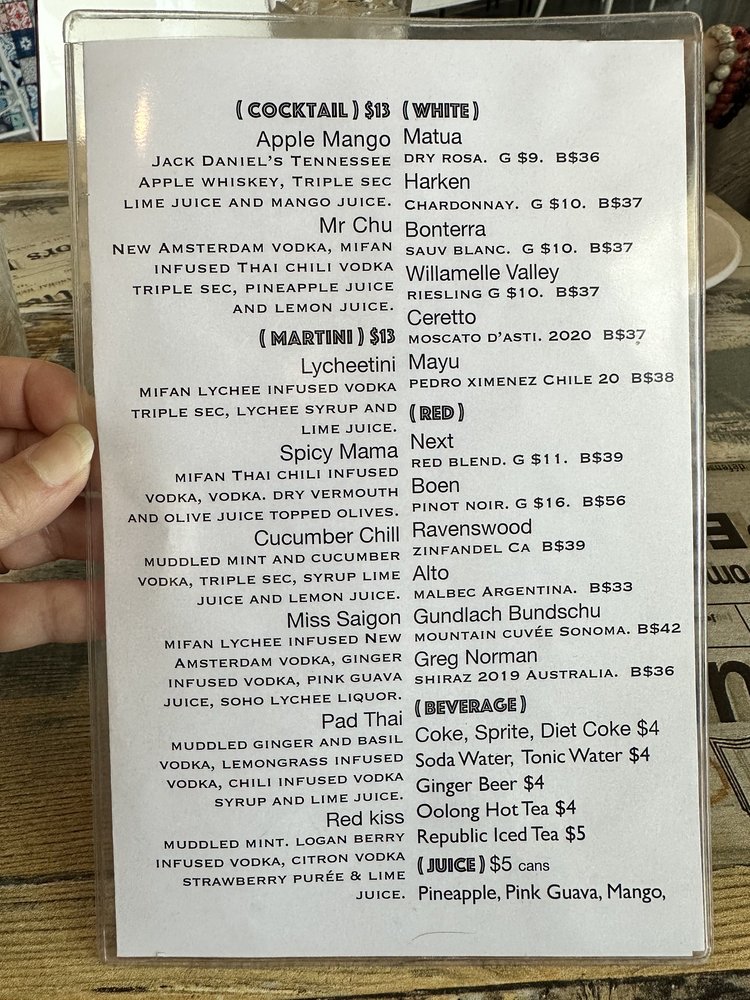 ( COCKTAIL ) $13
Apple Mango
JACK DANIEL'S TENNESSEE
APPLE WHISKEY, TRIPLE SEC
LIME JUICE AND MANGO JUICE.
Mr Chu
NEW AMSTERDAM VODKA, MIFAN
INFUSED THAI CHILI VODKA
TRIPLE SEC, PINEAPPLE JUICE
AND LEMON JUICE.
( MARTINI ) $13
Lycheetini
MIFAN LYCHEE INFUSED VODKA
TRIPLE SEC, LYCHEE SYRUP AND
LIME JUICE.
Spicy Mama
MIFAN THAI CHILI INFUSED
VODKA, VODKA. DRY VERMOUTH
AND OLIVE JUICE TOPPED OLIVES.
Cucumber Chill
MUDDLED MINT AND CUCUMBER
VODKA, TRIPLE SEC, SYRUP LIME
JUICE AND LEMON JUICE.
Miss Saigon
MIFAN LYCHEE INFUSED NEW
AMSTERDAM VODKA, GINGER
INFUSED VODKA, PINK GUAVA
JUICE, SOHO LYCHEE LIQUOR.
Pad Thai
MUDDLED GINGER AND BASIL
VODKA, LEMONGRASS INFUSED
VODKA, CHILI INFUSED VODKA
SYRUP AND LIME JUICE.
Red kiss
MUDDLED MINT. LOGAN BERRY
INFUSED VODKA, CITRON VODKA
STRAWBERRY PURÉE & LIME
JUICE.
( WHITE )
Matua
DRY ROSA. G $9. B$36
Harken
CHARDONNAY. G $10. B$37
Bonterra
SAUV BLANC. G $10. B$37
Willamelle Valley
RIESLING G $10. B$37
Ceretto
MOSCATO D'ASTI. 2020 B$37
Mayu
PEDRO XIMENEZ CHILE 20 B$38
( RED )
Next
RED BLEND. G $11. B$39
Boen
PINOT NOIR. G $16. B$56
Ravenswood
ZINFANDEL CA B$39
Alto
MALBEC ARGENTINA. B$33
Gundlach Bundschu
MOUNTAIN CUVÉE SONOMA. B$42
Greg Norman
SHIRAZ 2019 AUSTRALIA. B$36
( BEVERAGE )
Coke, Sprite, Diet Coke $4
Soda Water, Tonic Water $4
Ginger Beer $4
Oolong Hot Tea $4
Republic Iced Tea $5
( JUICE ) $5 cans
Pineapple, Pink Guava, Mango,